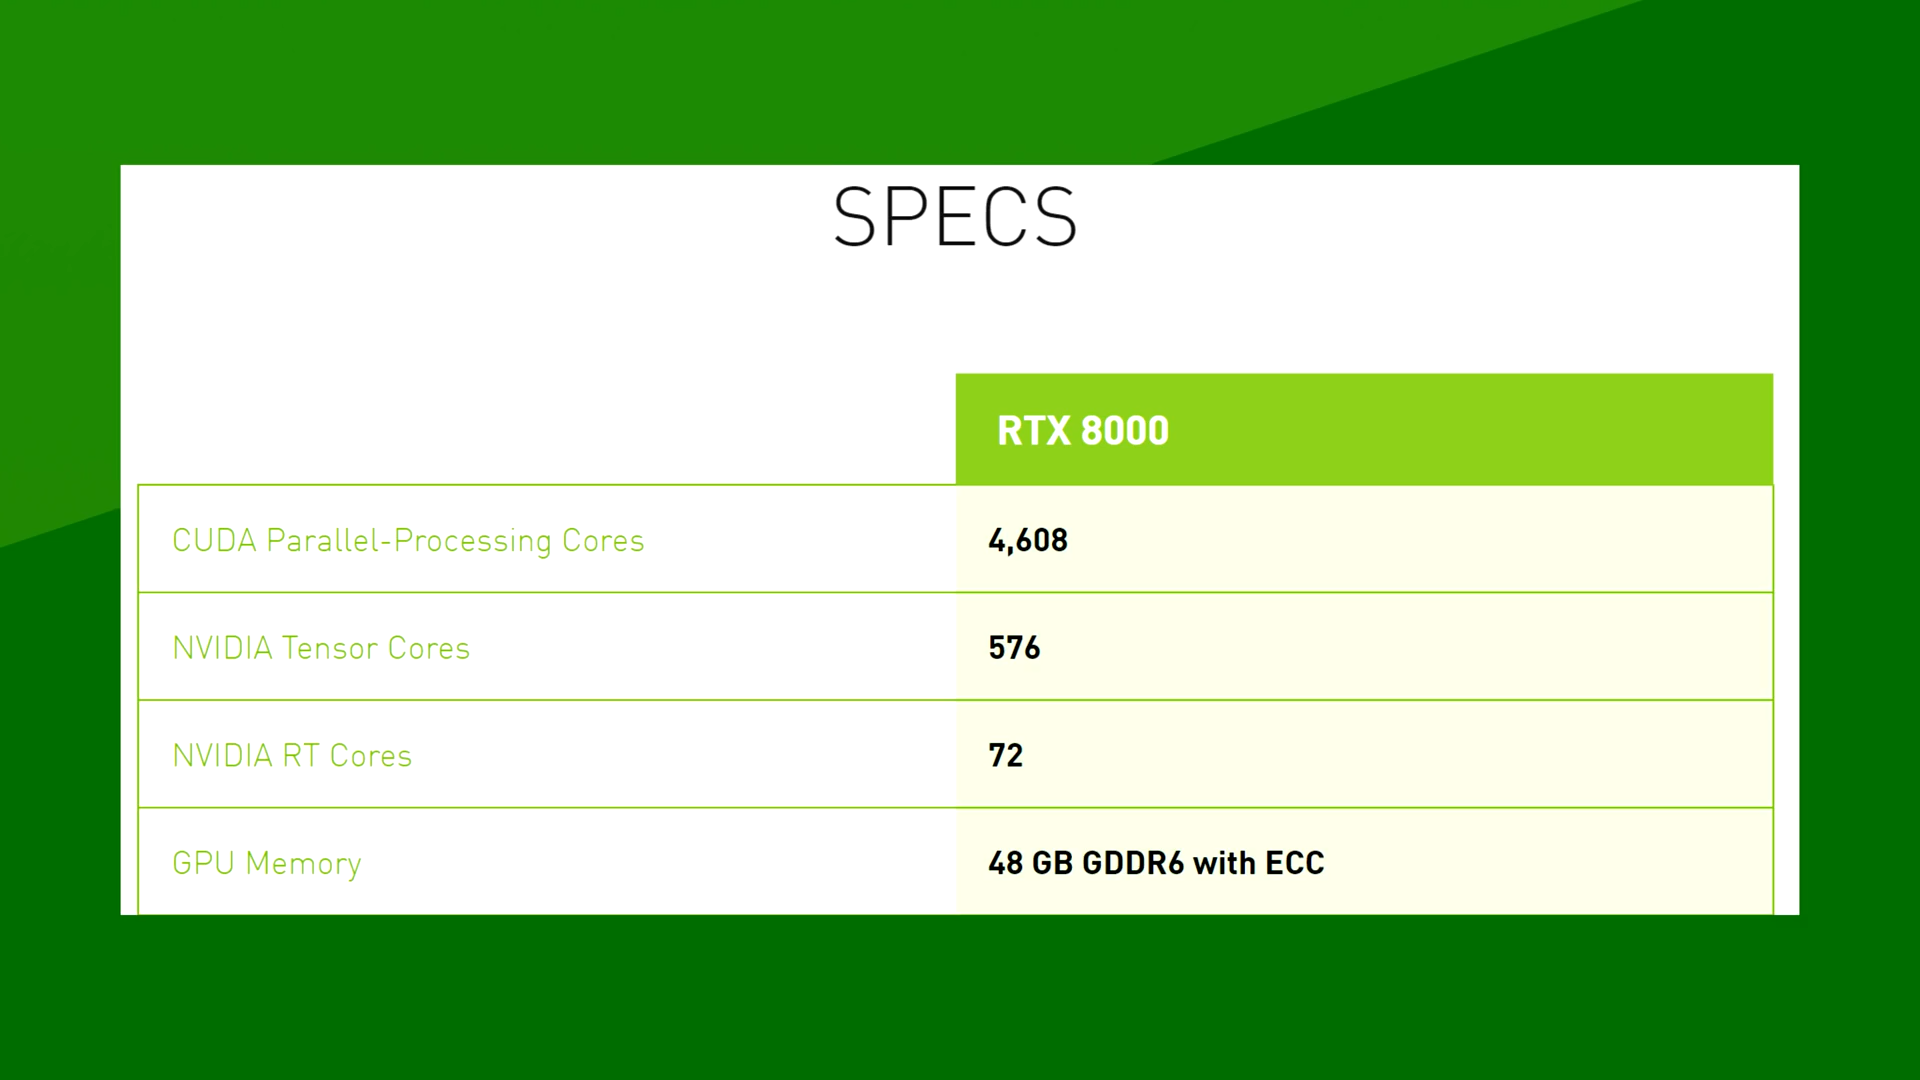 SPECS
RTX 8000
CUDA Parallel-Processing Cores 4,608
NVIDIA Tensor Cores 576
NVIDIA RT Cores 72
GPU Memory 48 GB GDDR6 with ECC